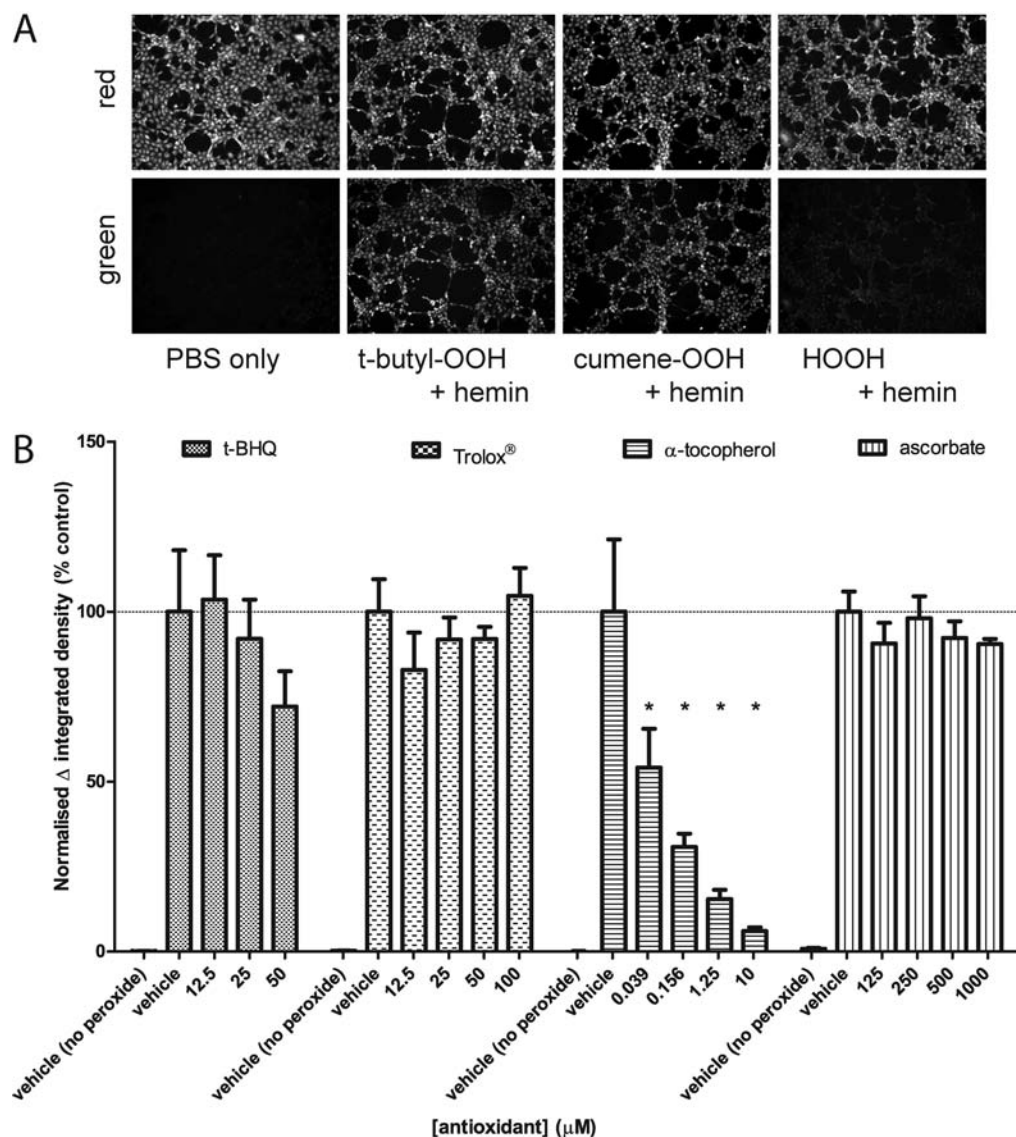 A
red
green
PBS only
t-butyl-OOH
+ hemin
cumene-OOH
+ hemin
HOOH
+ hemin
B
t-BHQ
Trolox®
α-tocopherol
ascorbate
Normalised Δ integrated density (% control)
150
100
50
0
* * * *
vehicle (no peroxide)
vehicle
12.5
25
50
vehicle (no peroxide)
vehicle
12.5
25
50
100
vehicle (no peroxide)
vehicle
0.039
0.156
1.25
10
vehicle (no peroxide)
vehicle
125
250
500
1000
[antioxidant] (μM)